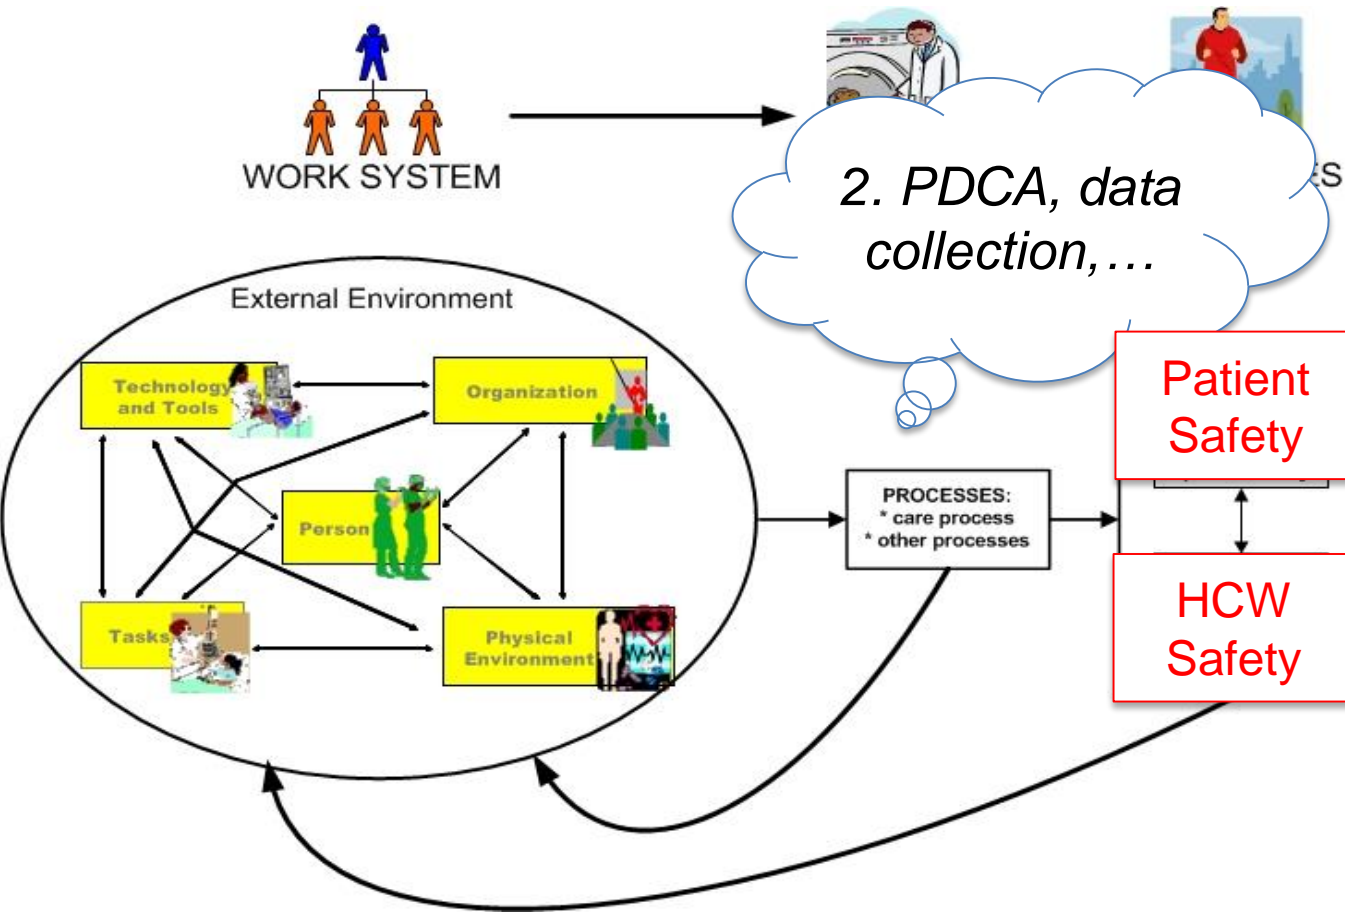 WORK SYSTEM
ES
2. PDCA, data
collection,…
External Environment
Technology
and Tools
Organization
Patient
Safety
Person
PROCESSES:
* care process
* other processes
HCW
Safety
Tasks
Physical
Environment